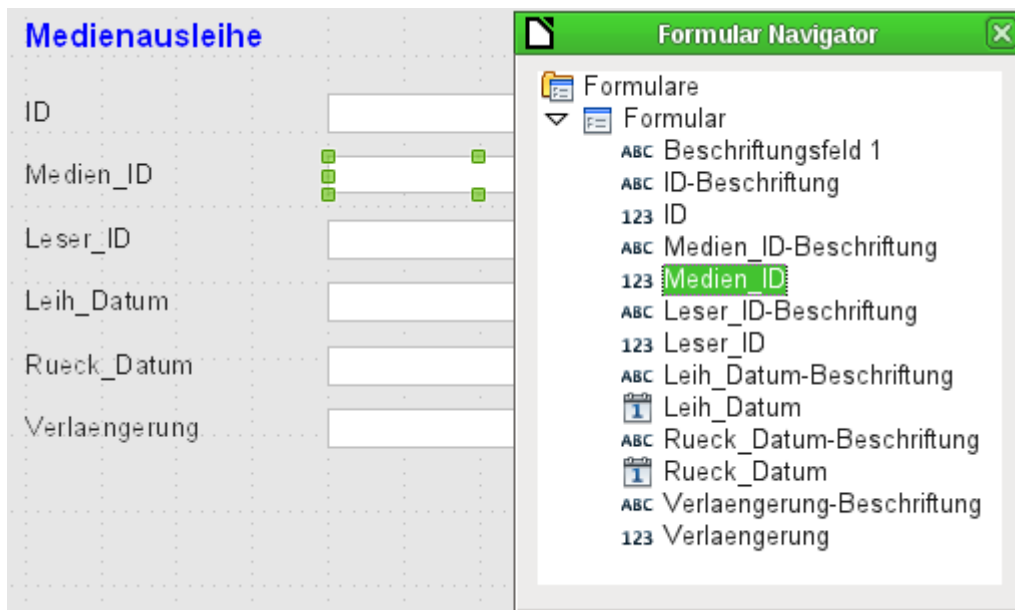 Medienausleihe
ID
Medien_ID
Leser_ID
Leih_Datum
Rueck_Datum
Verlaengerung
Formular Navigator
Formulare
Formular
ABC Beschriftungsfeld 1
ABC ID-Beschriftung
123 ID
ABC Medien_ID-Beschriftung
123 Medien_ID
ABC Leser_ID-Beschriftung
123 Leser_ID
ABC Leih_Datum-Beschriftung
1 Leih_Datum
ABC Rueck_Datum-Beschriftung
1 Rueck_Datum
ABC Verlaengerung-Beschriftung
123 Verlaengerung